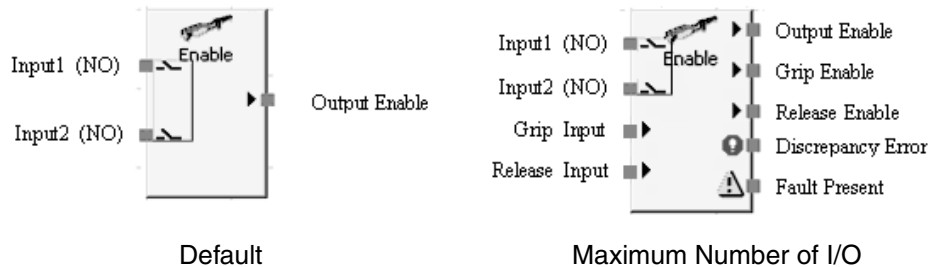 Enable
Input1 (NO)
Input2 (NO)
Output Enable
Default
Enable
Input1 (NO)
Input2 (NO)
Grip Input
Release Input
Output Enable
Grip Enable
Release Enable
Discrepancy Error
Fault Present
Maximum Number of I/O